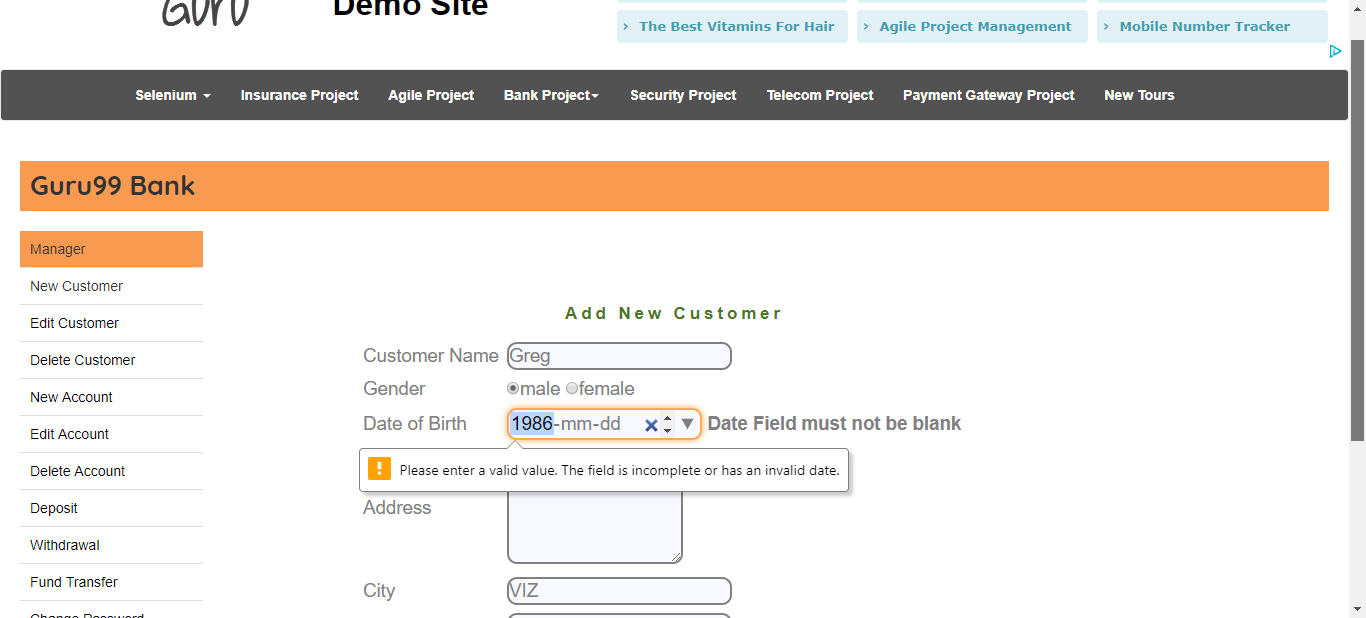 Guru
Demo Site
› The Best Vitamins For Hair › Agile Project Management › Mobile Number Tracker
Selenium Insurance Project Agile Project Bank Project Security Project Telecom Project Payment Gateway Project New Tours
Guru99 Bank
Manager
New Customer
Edit Customer
Delete Customer
New Account
Edit Account
Delete Account
Deposit
Withdrawal
Fund Transfer
Change Password
Add New Customer
Customer Name Greg
Gender male female
Date of Birth 1986-mm-dd Date Field must not be blank
Please enter a valid value. The field is incomplete or has an invalid date.
Address
City VIZ